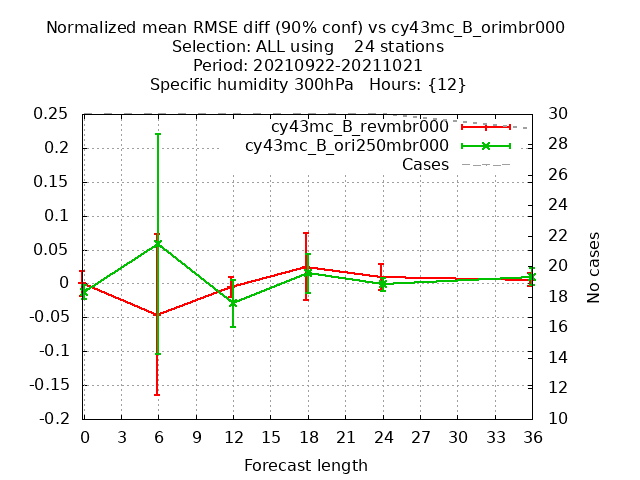 Normalized mean RMSE diff (90% conf) vs cy43mc_B_orimbr000
Selection: ALL using    24 stations
Period: 20210922-20211021
Specific humidity 300hPa   Hours: {12}
cy43mc_B_revmbr000
cy43mc_B_ori250mbr000
Cases
0.25
0.2
0.15
0.1
0.05
0
-0.05
-0.1
-0.15
-0.2
30
28
26
24
22
20
18
16
14
12
10
No cases
0 3 6 9 12 15 18 21 24 27 30 33 36
Forecast length